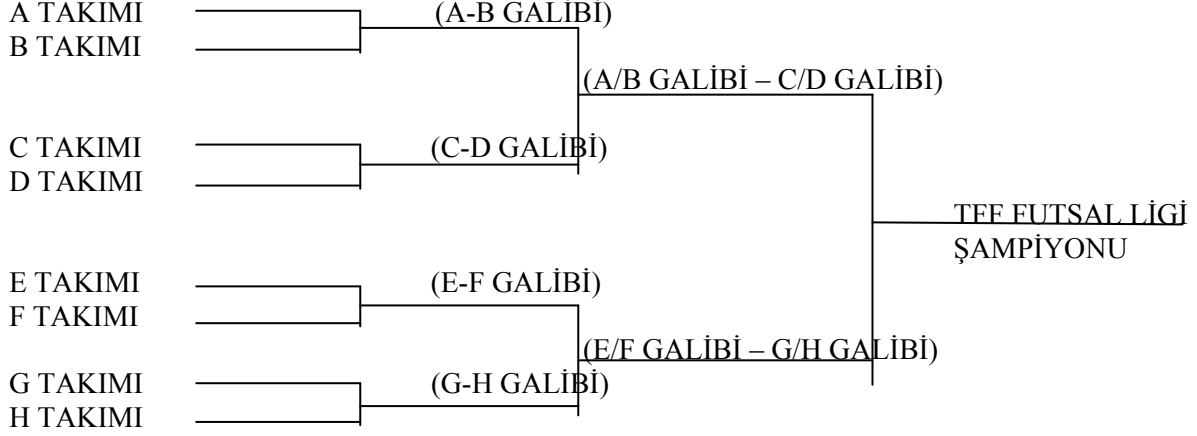 A TAKIMI
B TAKIMI
(A-B GALİBİ)
(A/B GALİBİ – C/D GALİBİ)
C TAKIMI
D TAKIMI
(C-D GALİBİ)
TFF FUTSAL LİGİ
ŞAMPİYONU
E TAKIMI
F TAKIMI
(E-F GALİBİ)
(E/F GALİBİ – G/H GALİBİ)
G TAKIMI
H TAKIMI
(G-H GALİBİ)